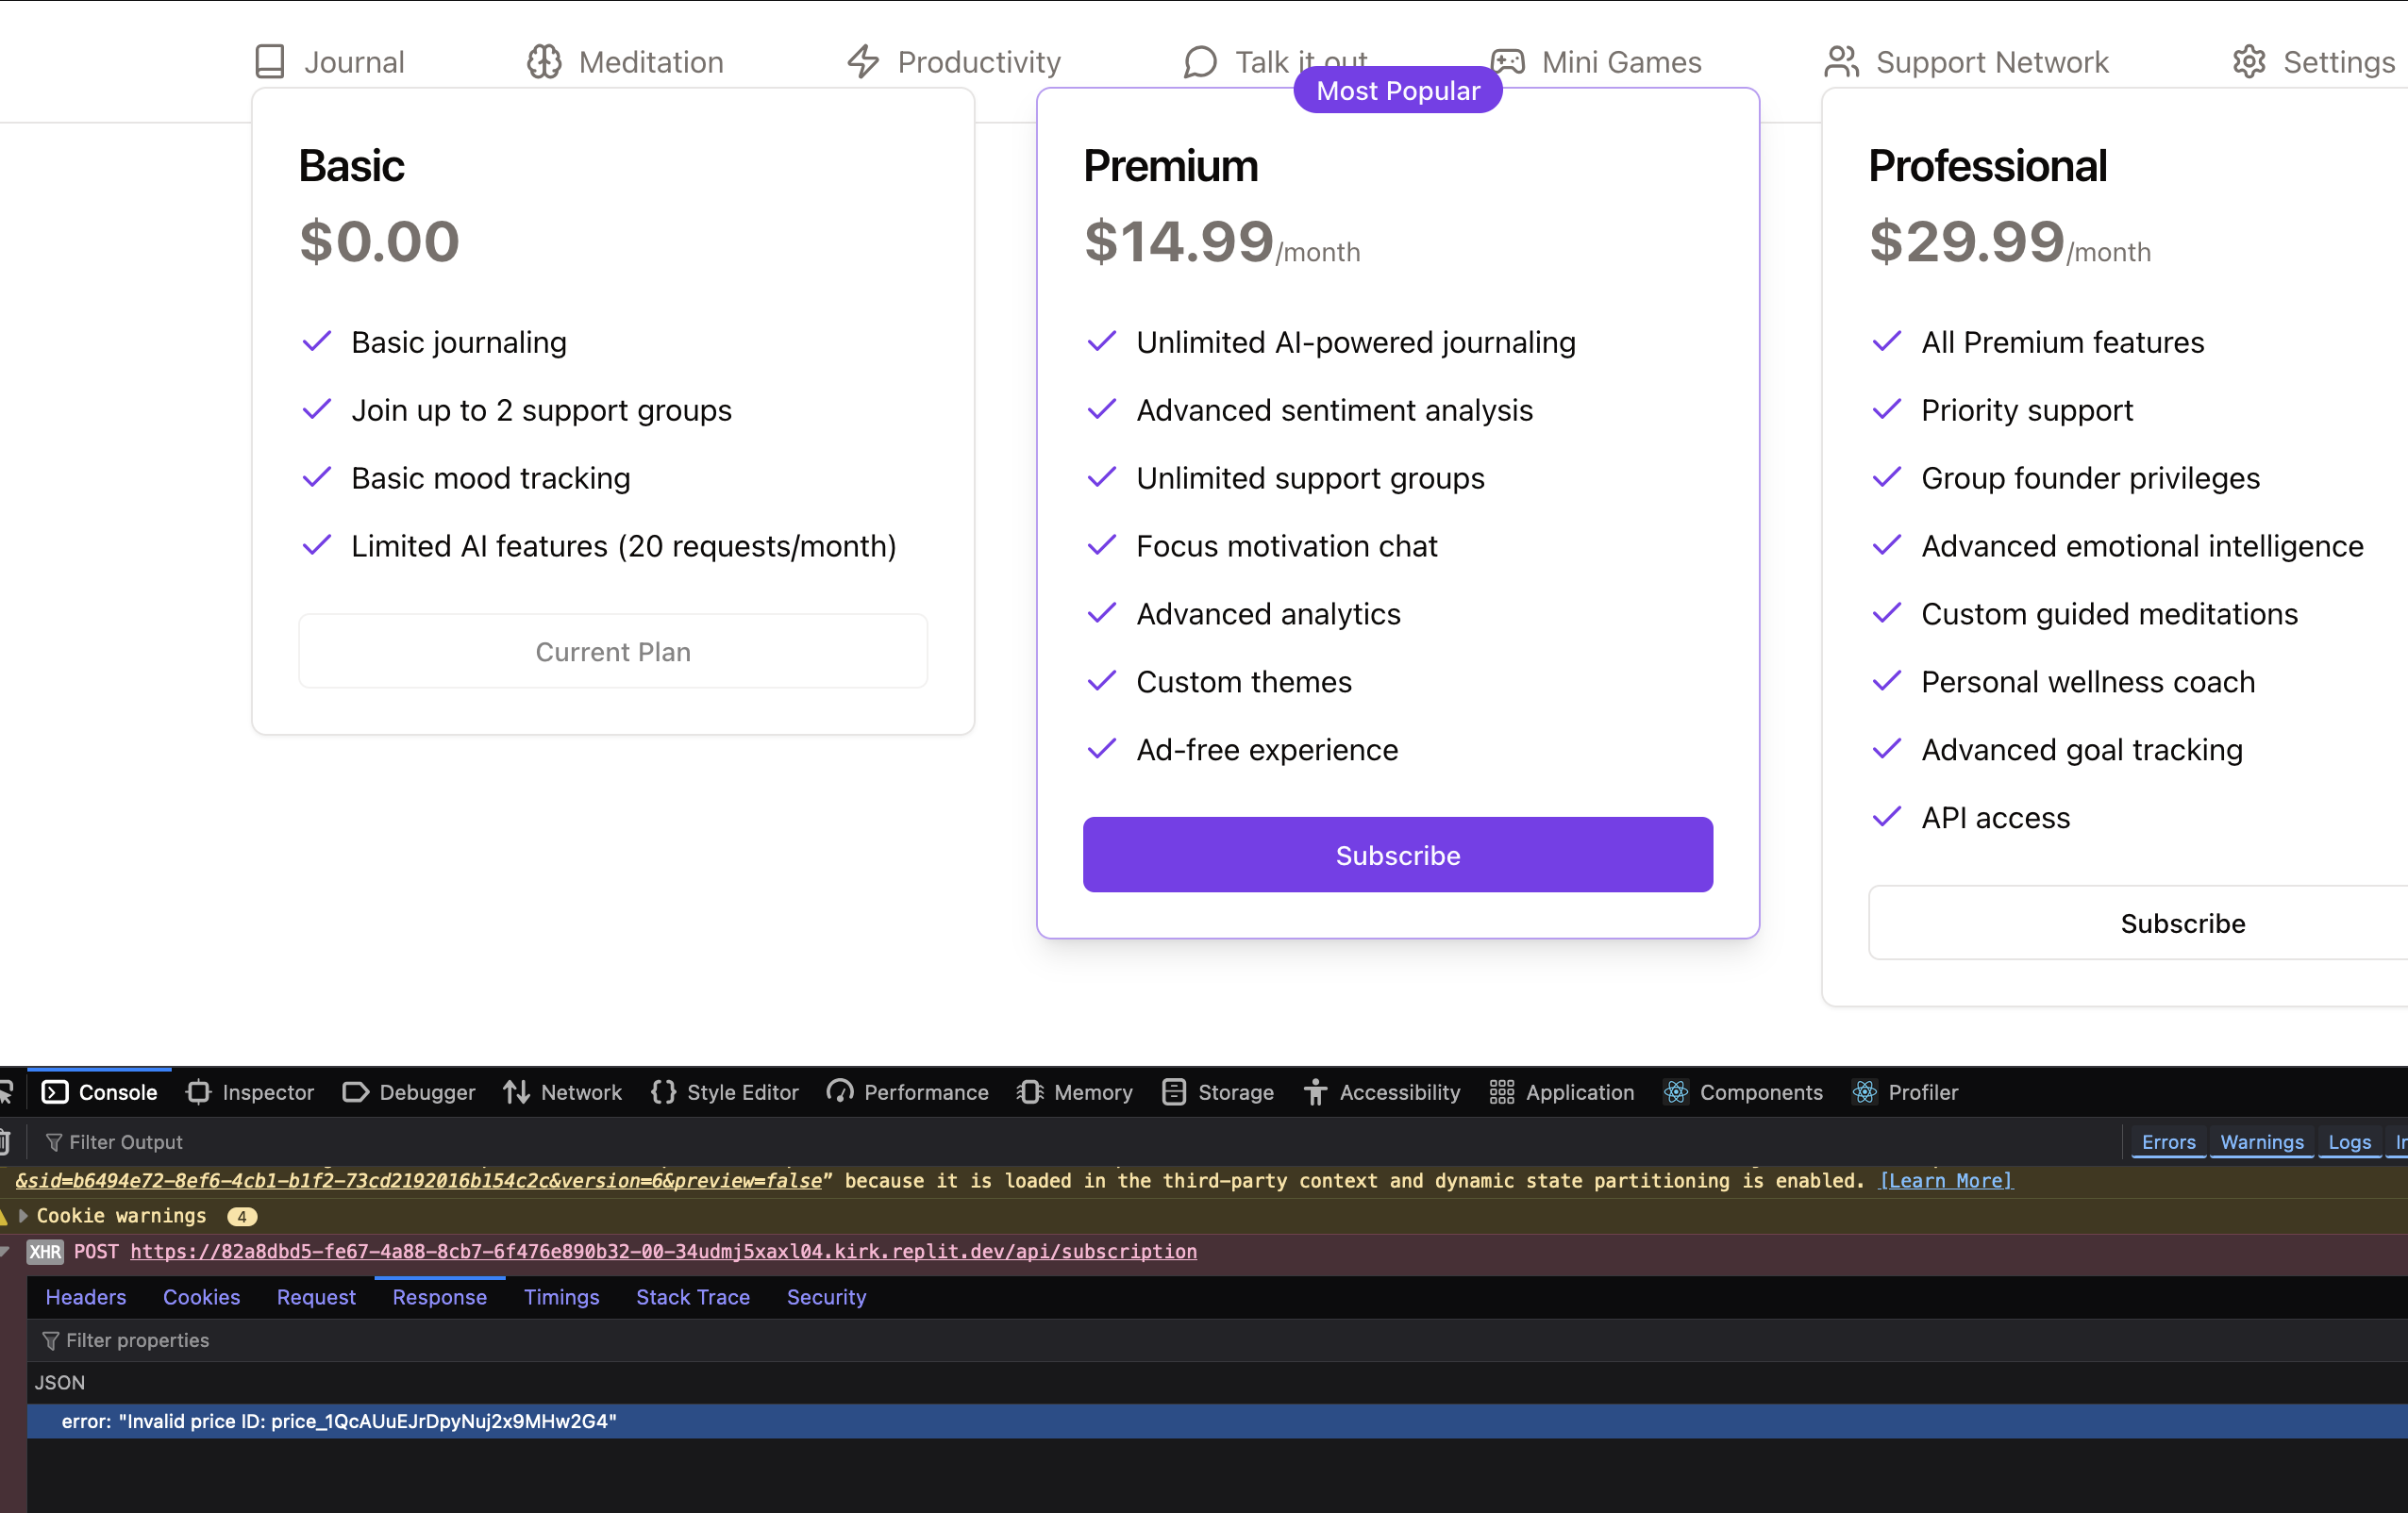 Journal
Meditation
Productivity
Talk it out
Mini Games
Support Network
Settings
Basic
$0.00
Basic journaling
Join up to 2 support groups
Basic mood tracking
Limited AI features (20 requests/month)
Current Plan
Most Popular
Premium
$14.99/month
Unlimited AI-powered journaling
Advanced sentiment analysis
Unlimited support groups
Focus motivation chat
Advanced analytics
Custom themes
Ad-free experience
Subscribe
Professional
$29.99/month
All Premium features
Priority support
Group founder privileges
Advanced emotional intelligence
Custom guided meditations
Personal wellness coach
Advanced goal tracking
API access
Subscribe
Console
Inspector
Debugger
Network
Style Editor
Performance
Memory
Storage
Accessibility
Application
Components
Profiler
Filter Output
Errors
Warnings
Logs
&sid=b6494e72-8ef6-4cb1-b1f2-73cd2192016b154c2c&version=6&preview=false” because it is loaded in the third-party context and dynamic state partitioning is enabled. [Learn More]
Cookie warnings 4
XHR POST https://82a8dbd5-fe67-4a88-8cb7-6f476e890b32-00-34udmj5xaxl04.kirk.replit.dev/api/subscription
Headers
Cookies
Request
Response
Timings
Stack Trace
Security
Filter properties
JSON
error: "Invalid price ID: price_1QcAUuEJrDpyNuj2x9MHw2G4"